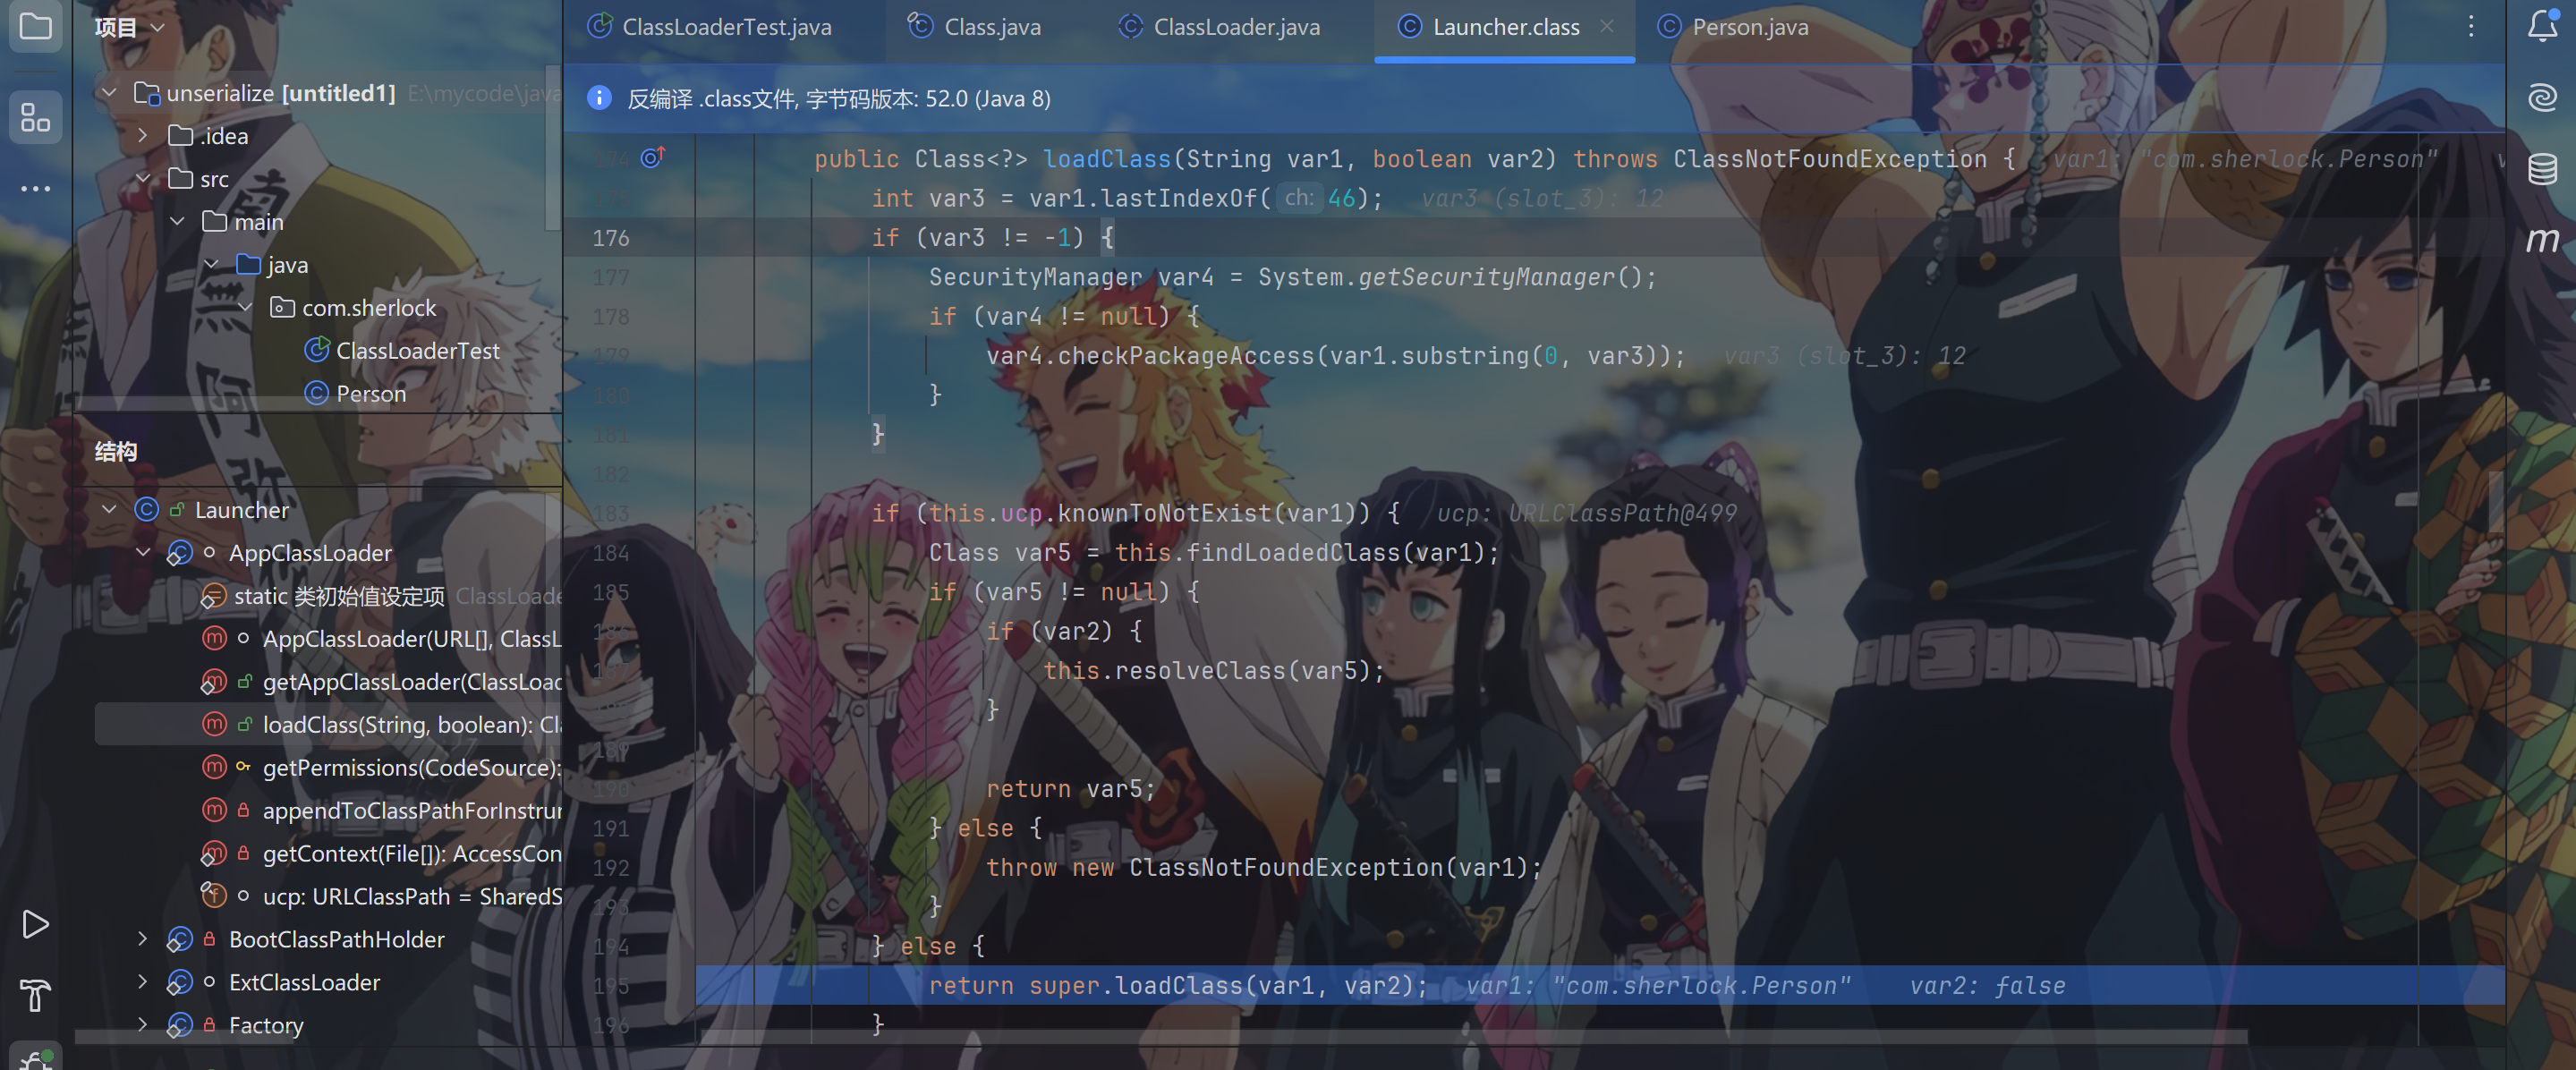 项目
unserialize [untitled1] E:\mycode\java
.idea
src
main
java
com.sherlock
ClassLoaderTest
Person
结构
Launcher
AppClassLoader
static 类初始值设定项 ClassLoade
AppClassLoader(URL[], ClassL
getAppClassLoader(ClassLoad
loadClass(String, boolean): Cl
getPermissions(CodeSource):
appendToClassPathForInstru
getContext(File[]): AccessCon
ucp: URLClassPath = SharedS
BootClassPathHolder
ExtClassLoader
Factory
ClassLoaderTest.java Class.java ClassLoader.java Launcher.class Person.java
反编译 .class文件, 字节码版本: 52.0 (Java 8)
174 public Class<?> loadClass(String var1, boolean var2) throws ClassNotFoundException { var1: "com.sherlock.Person"
int var3 = var1.lastIndexOf( ch: 46); var3 (slot_3): 12
176 if (var3 != -1) {
177 SecurityManager var4 = System.getSecurityManager();
178 if (var4 != null) {
179 var4.checkPackageAccess(var1.substring(0, var3)); var3 (slot_3): 12
180 }
181 }
182
183 if (this.ucp.knownToNotExist(var1)) { ucp: URLClassPath@499
184 Class var5 = this.findLoadedClass(var1);
185 if (var5 != null) {
186 if (var2) {
187 this.resolveClass(var5);
}
189
190 return var5;
191 } else {
192 throw new ClassNotFoundException(var1);
193 }
194 } else {
195 return super.loadClass(var1, var2); var1: "com.sherlock.Person" var2: false
196 }
m